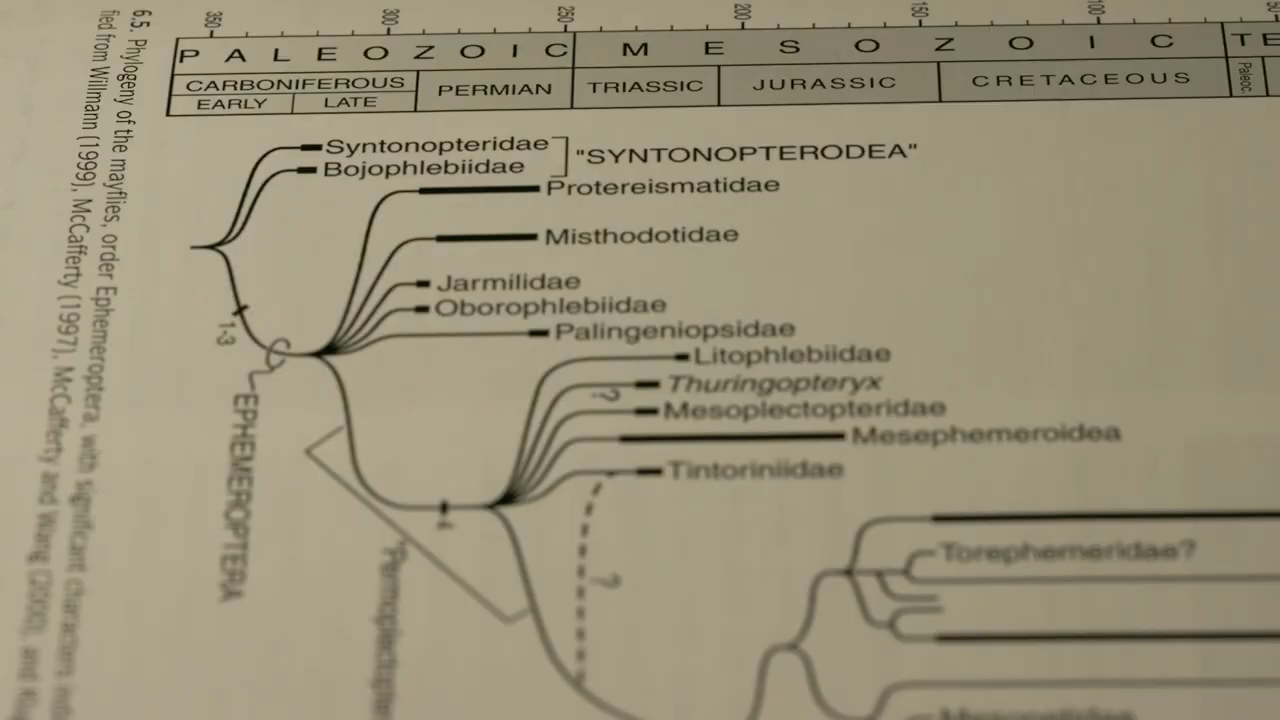 350 300 250 200 150 100
PALEOZOIC MESOZOIC TE
CARBONIFEROUS PERMIAN TRIASSIC JURASSIC CRETACEOUS Paleoc.
EARLY LATE
Syntonopteridae
Bojophlebiidae
"SYNTONOPTERODEA"
Protereismatidae
Misthodotidae
Jarmilidae
Oborophlebiidae
Palingeniopsidae
Litophlebiidae
Thuringopteryx
?
Mesoplectopteridae
Mesephemeroidea
Tintoriniidae
1-3
EPHEMEROPTERA
4
?
Torephemeridae?
6.5. Phylogeny of the mayflies, order Ephemeroptera, with significant characters
fied from Willmann (1999), McCafferty (1997), McCafferty and Wang (2000), and